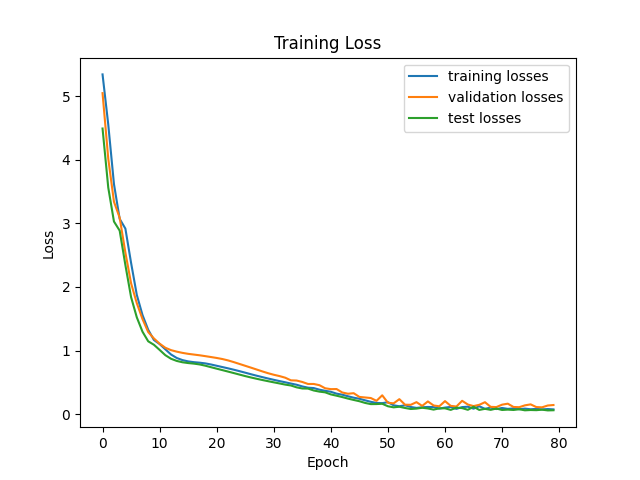 Training Loss
training losses
validation losses
test losses
Loss
5
4
3
2
1
0
0 10 20 30 40 50 60 70 80
Epoch